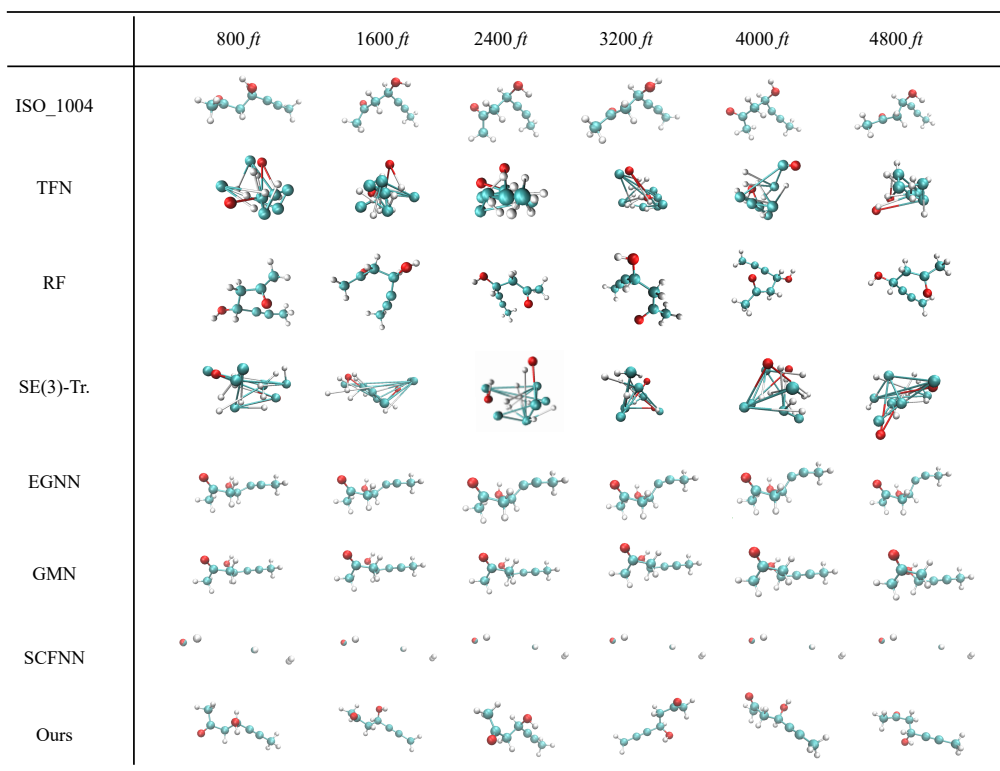 800 ft 1600 ft 2400 ft 3200 ft 4000 ft 4800 ft
ISO_1004
TFN
RF
SE(3)-Tr.
EGNN
GMN
SCFNN
Ours